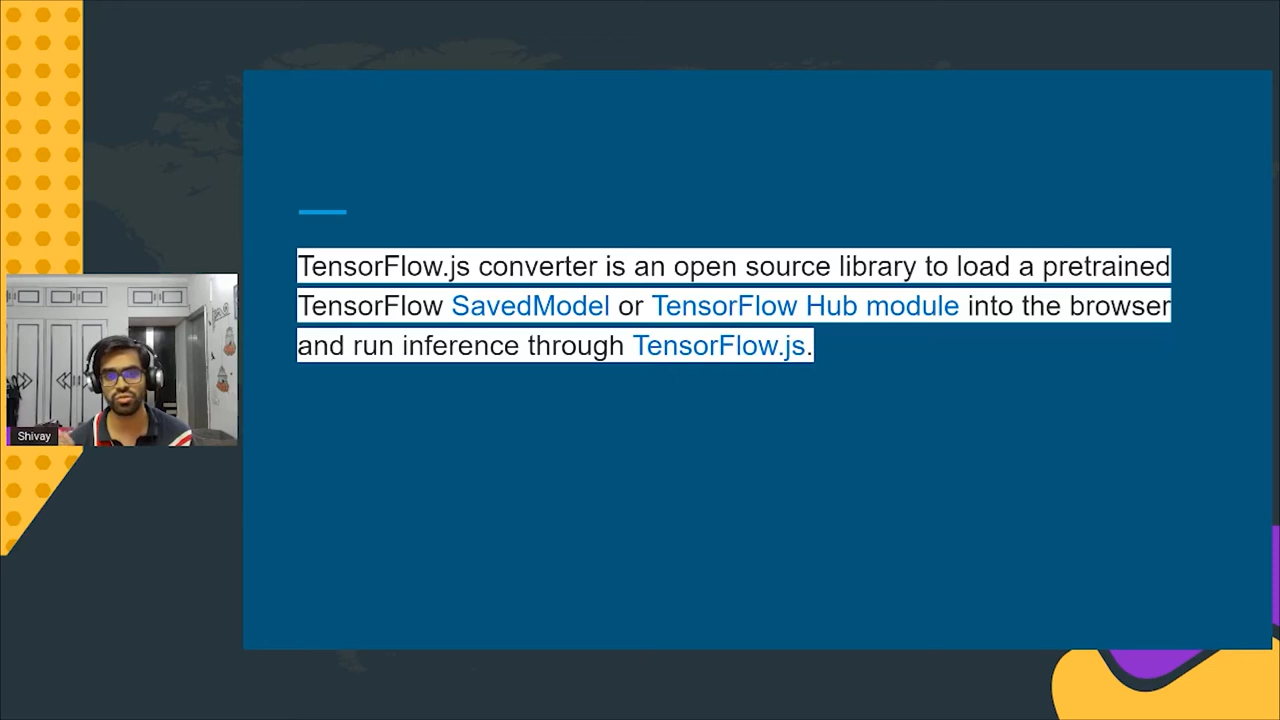 TensorFlow.js converter is an open source library to load a pretrained
TensorFlow SavedModel or TensorFlow Hub module into the browser
and run inference through TensorFlow.js.
Shivay